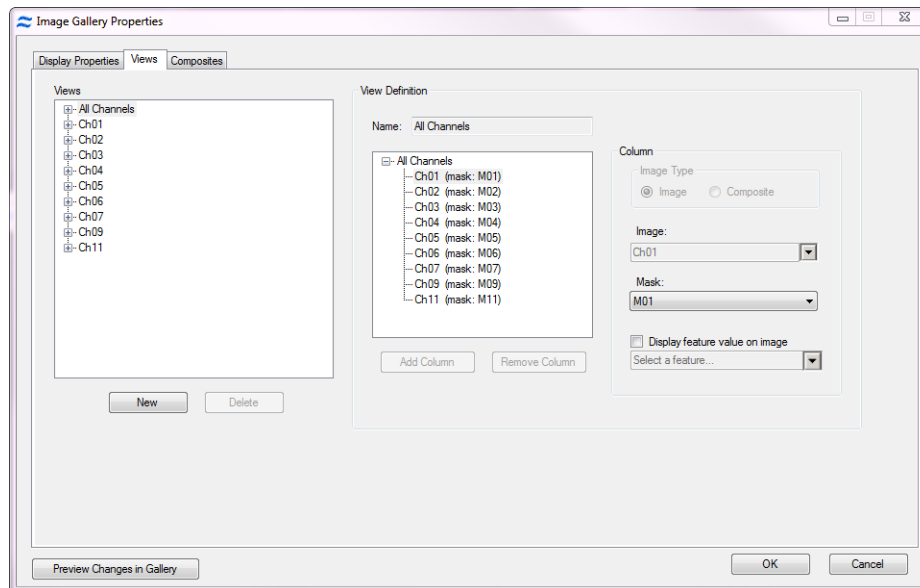 Image Gallery Properties
Display Properties
Views
Composites
Views
All Channels
Ch01
Ch02
Ch03
Ch04
Ch05
Ch06
Ch07
Ch09
Ch11
New
Delete
View Definition
Name: All Channels
All Channels
Ch01 (mask: M01)
Ch02 (mask: M02)
Ch03 (mask: M03)
Ch04 (mask: M04)
Ch05 (mask: M05)
Ch06 (mask: M06)
Ch07 (mask: M07)
Ch09 (mask: M09)
Ch11 (mask: M11)
Add Column
Remove Column
Column
Image Type
Image
Composite
Image:
Ch01
Mask:
M01
Display feature value on image
Select a feature...
Preview Changes in Gallery
OK
Cancel